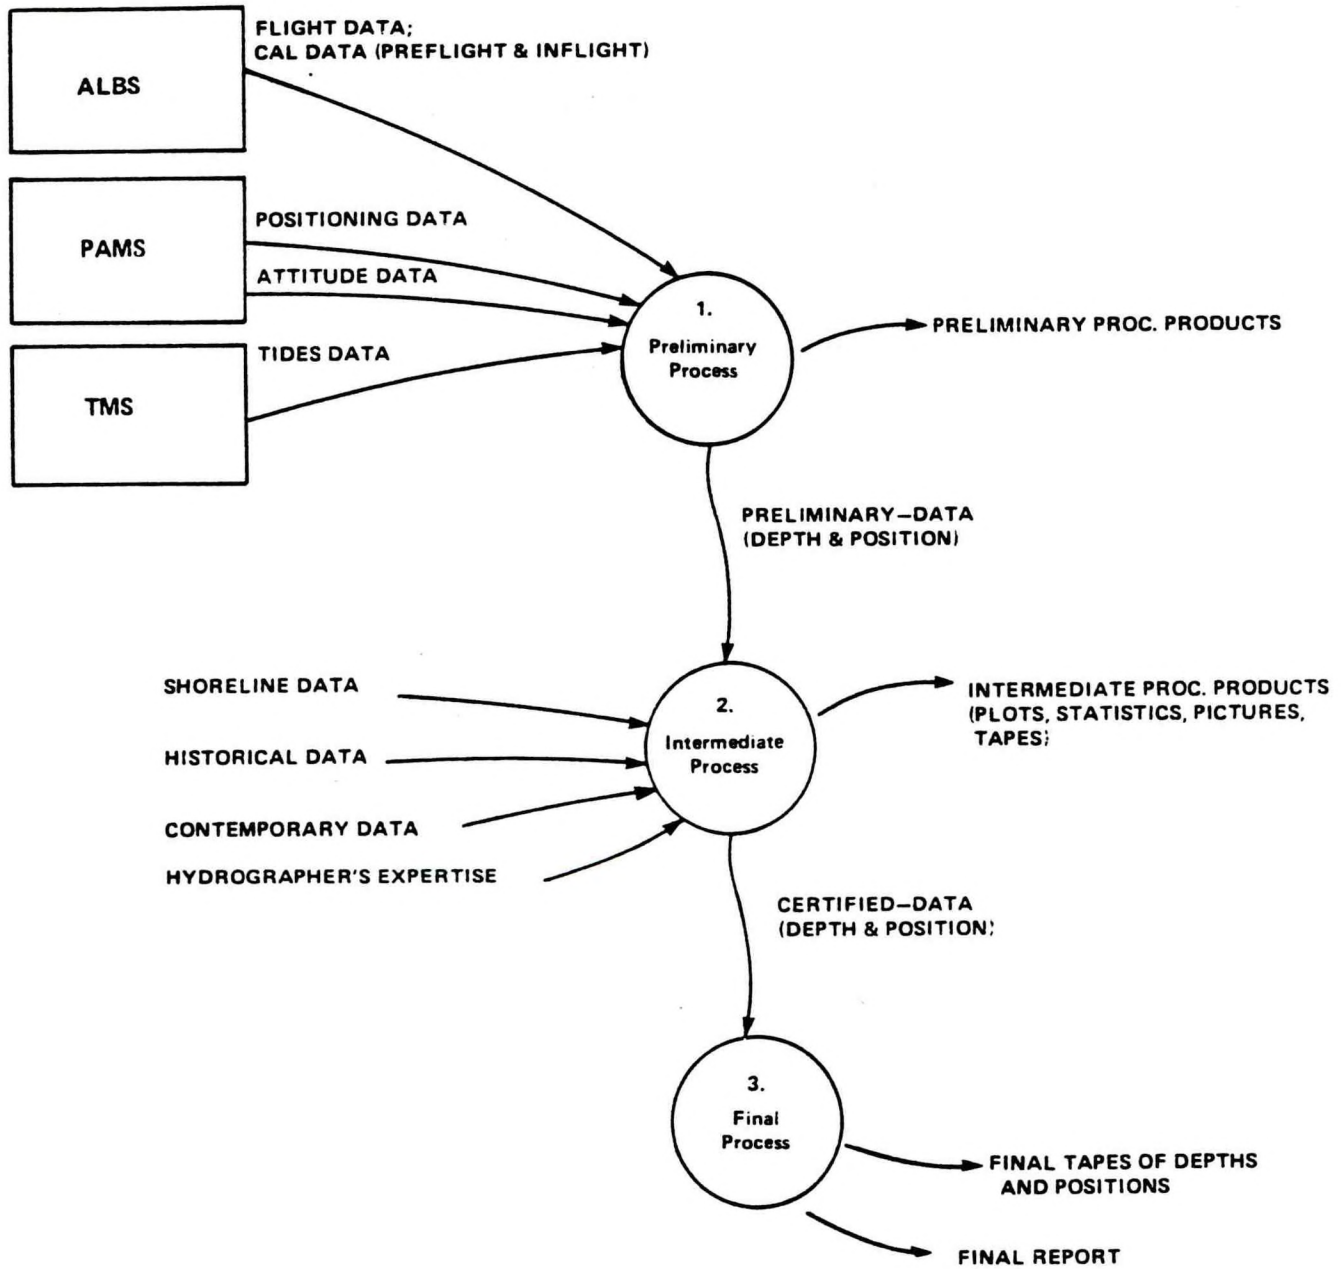 FLIGHT DATA;
CAL DATA (PREFLIGHT & INFLIGHT)
ALBS
POSITIONING DATA
PAMS
ATTITUDE DATA
TIDES DATA
TMS
1.
Preliminary
Process
PRELIMINARY PROC. PRODUCTS
PRELIMINARY—DATA
(DEPTH & POSITION)
SHORELINE DATA
HISTORICAL DATA
CONTEMPORARY DATA
HYDROGRAPHER'S EXPERTISE
2.
Intermediate
Process
INTERMEDIATE PROC. PRODUCTS
(PLOTS, STATISTICS, PICTURES,
TAPES)
CERTIFIED—DATA
(DEPTH & POSITION)
3.
Final
Process
FINAL TAPES OF DEPTHS
AND POSITIONS
FINAL REPORT